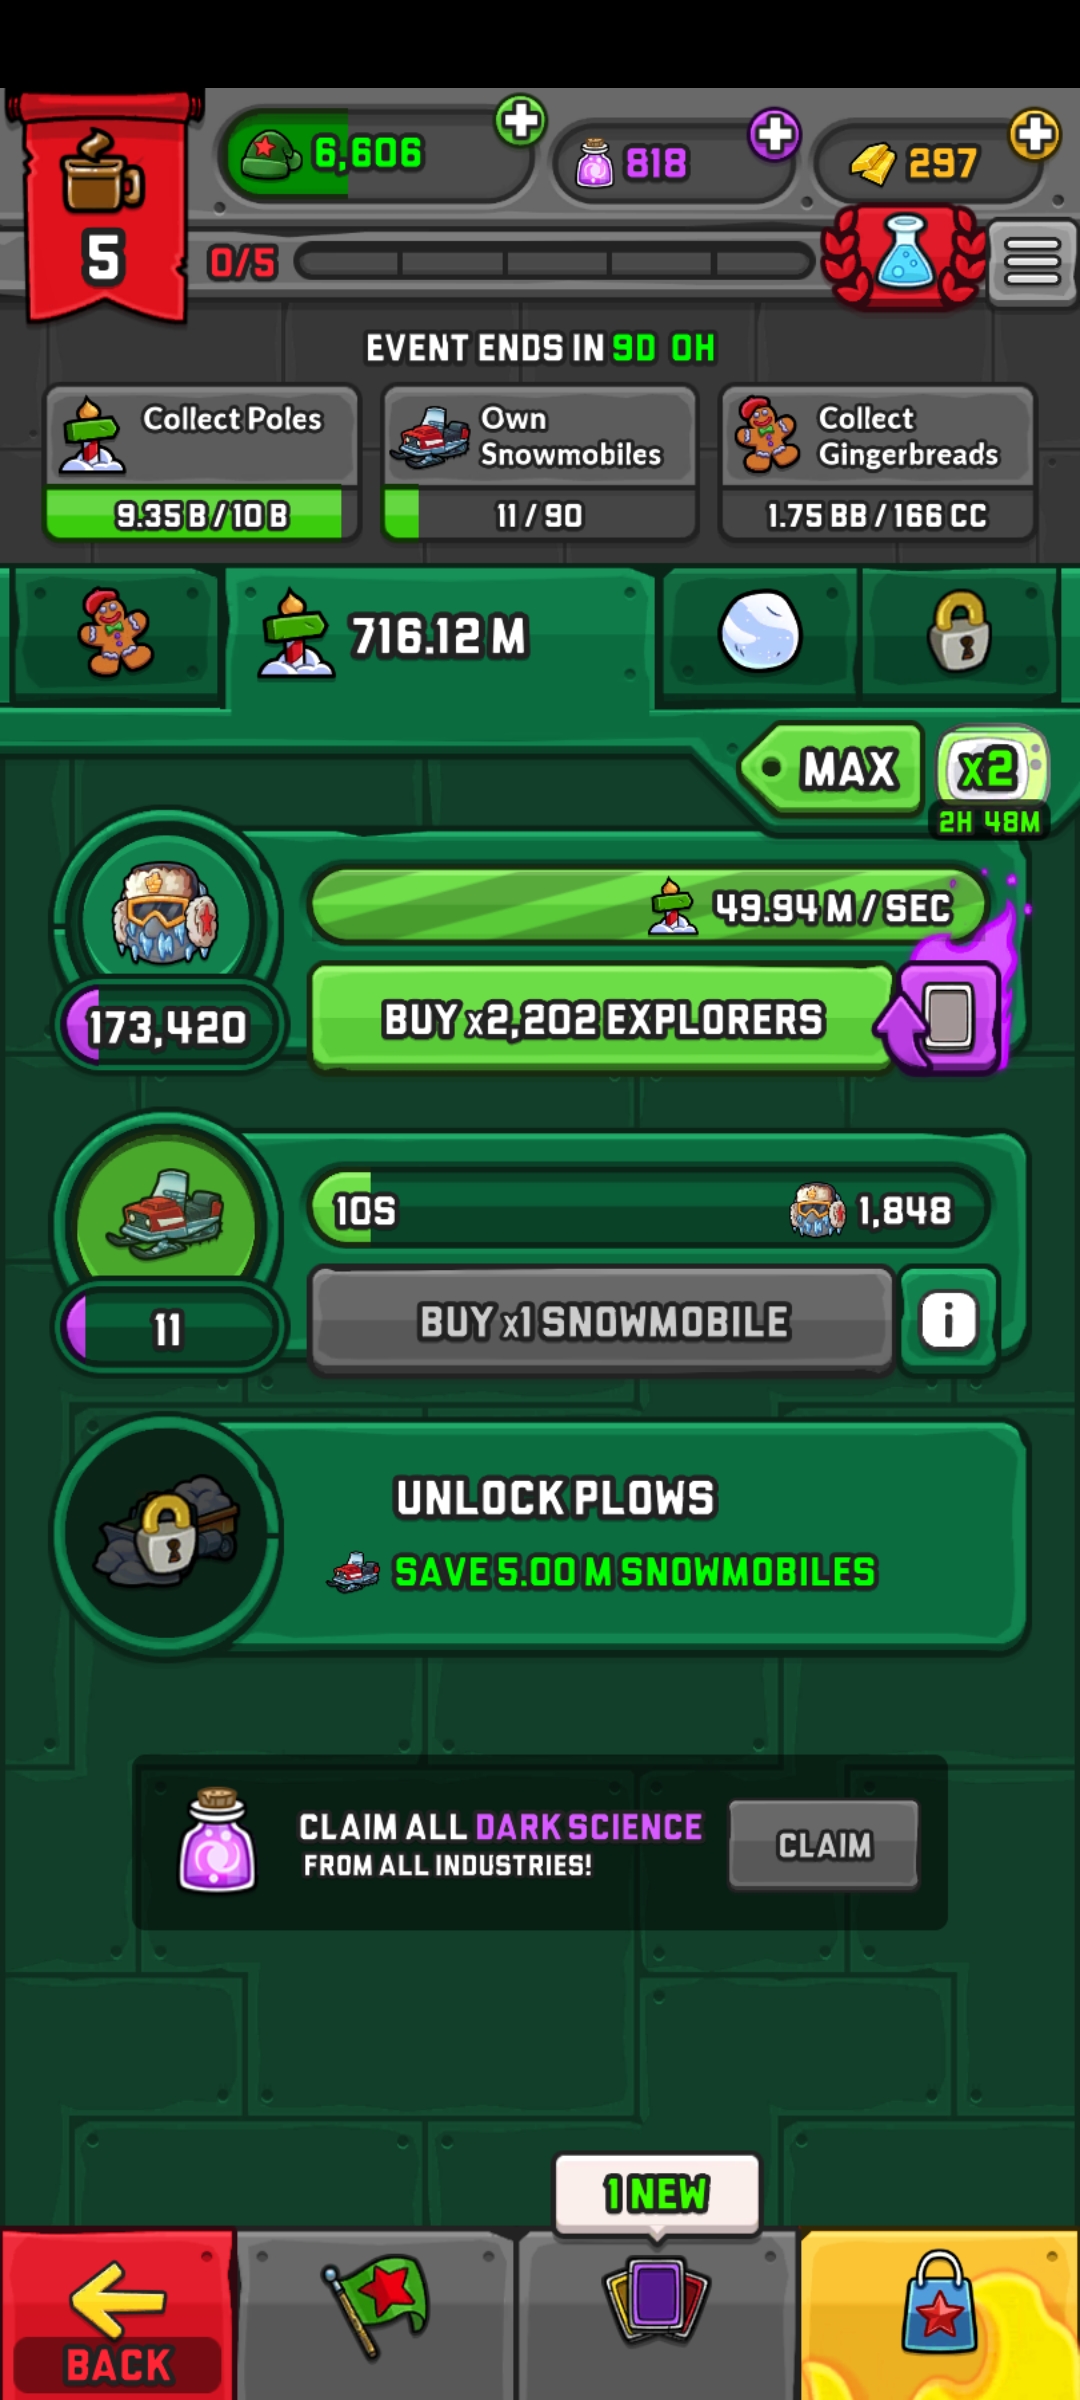 6,606
818
297
5
0/5
EVENT ENDS IN 9D 0H
Collect Poles
9.35 B / 10 B
Own
Snowmobiles
11 / 90
Collect
Gingerbreads
1.75 BB / 166 CC
716.12 M
MAX
x2
2H 48M
49.94 M / SEC
173,420
BUY x2,202 EXPLORERS
10S
1,848
11
BUY x1 SNOWMOBILE
i
UNLOCK PLOWS
SAVE 5.00 M SNOWMOBILES
CLAIM ALL DARK SCIENCE
FROM ALL INDUSTRIES!
CLAIM
1 NEW
BACK